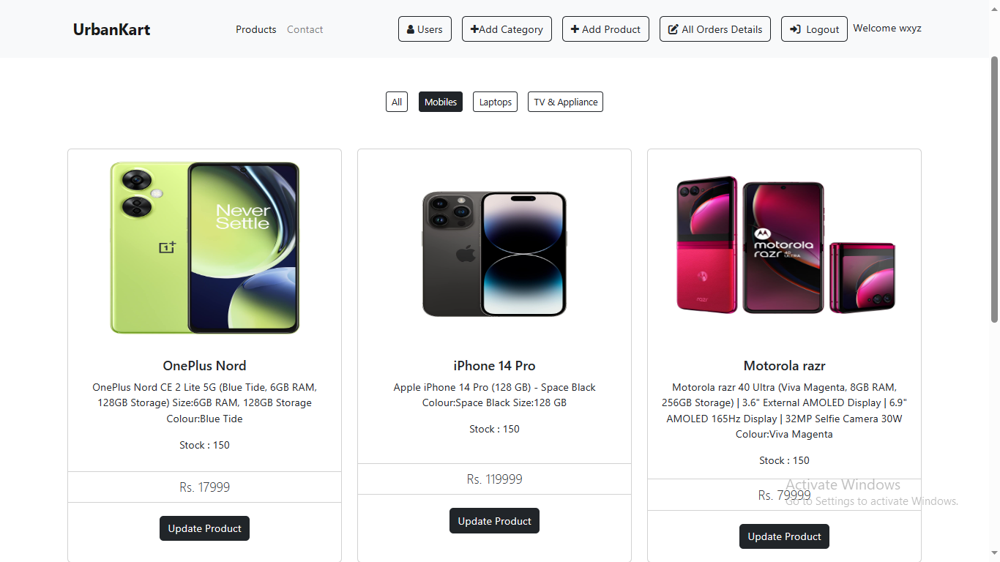 UrbanKart
Products
Contact
Users
Add Category
Add Product
All Orders Details
Logout
Welcome wxyz
All
Mobiles
Laptops
TV & Appliance
Never
Settle
1+
motorola
razr 40
ULTRA
razr
OnePlus Nord
OnePlus Nord CE 2 Lite 5G (Blue Tide, 6GB RAM,
128GB Storage) Size:6GB RAM, 128GB Storage
Colour:Blue Tide
Stock : 150
Rs. 17999
Update Product
iPhone 14 Pro
Apple iPhone 14 Pro (128 GB) - Space Black
Colour:Space Black Size:128 GB
Stock : 150
Rs. 119999
Update Product
Motorola razr
Motorola razr 40 Ultra (Viva Magenta, 8GB RAM,
256GB Storage) | 3.6" External AMOLED Display | 6.9"
AMOLED 165Hz Display | 32MP Selfie Camera 30W
Colour:Viva Magenta
Stock : 150
Rs. 79999
Update Product
Activate Windows
Go to Settings to activate Windows.